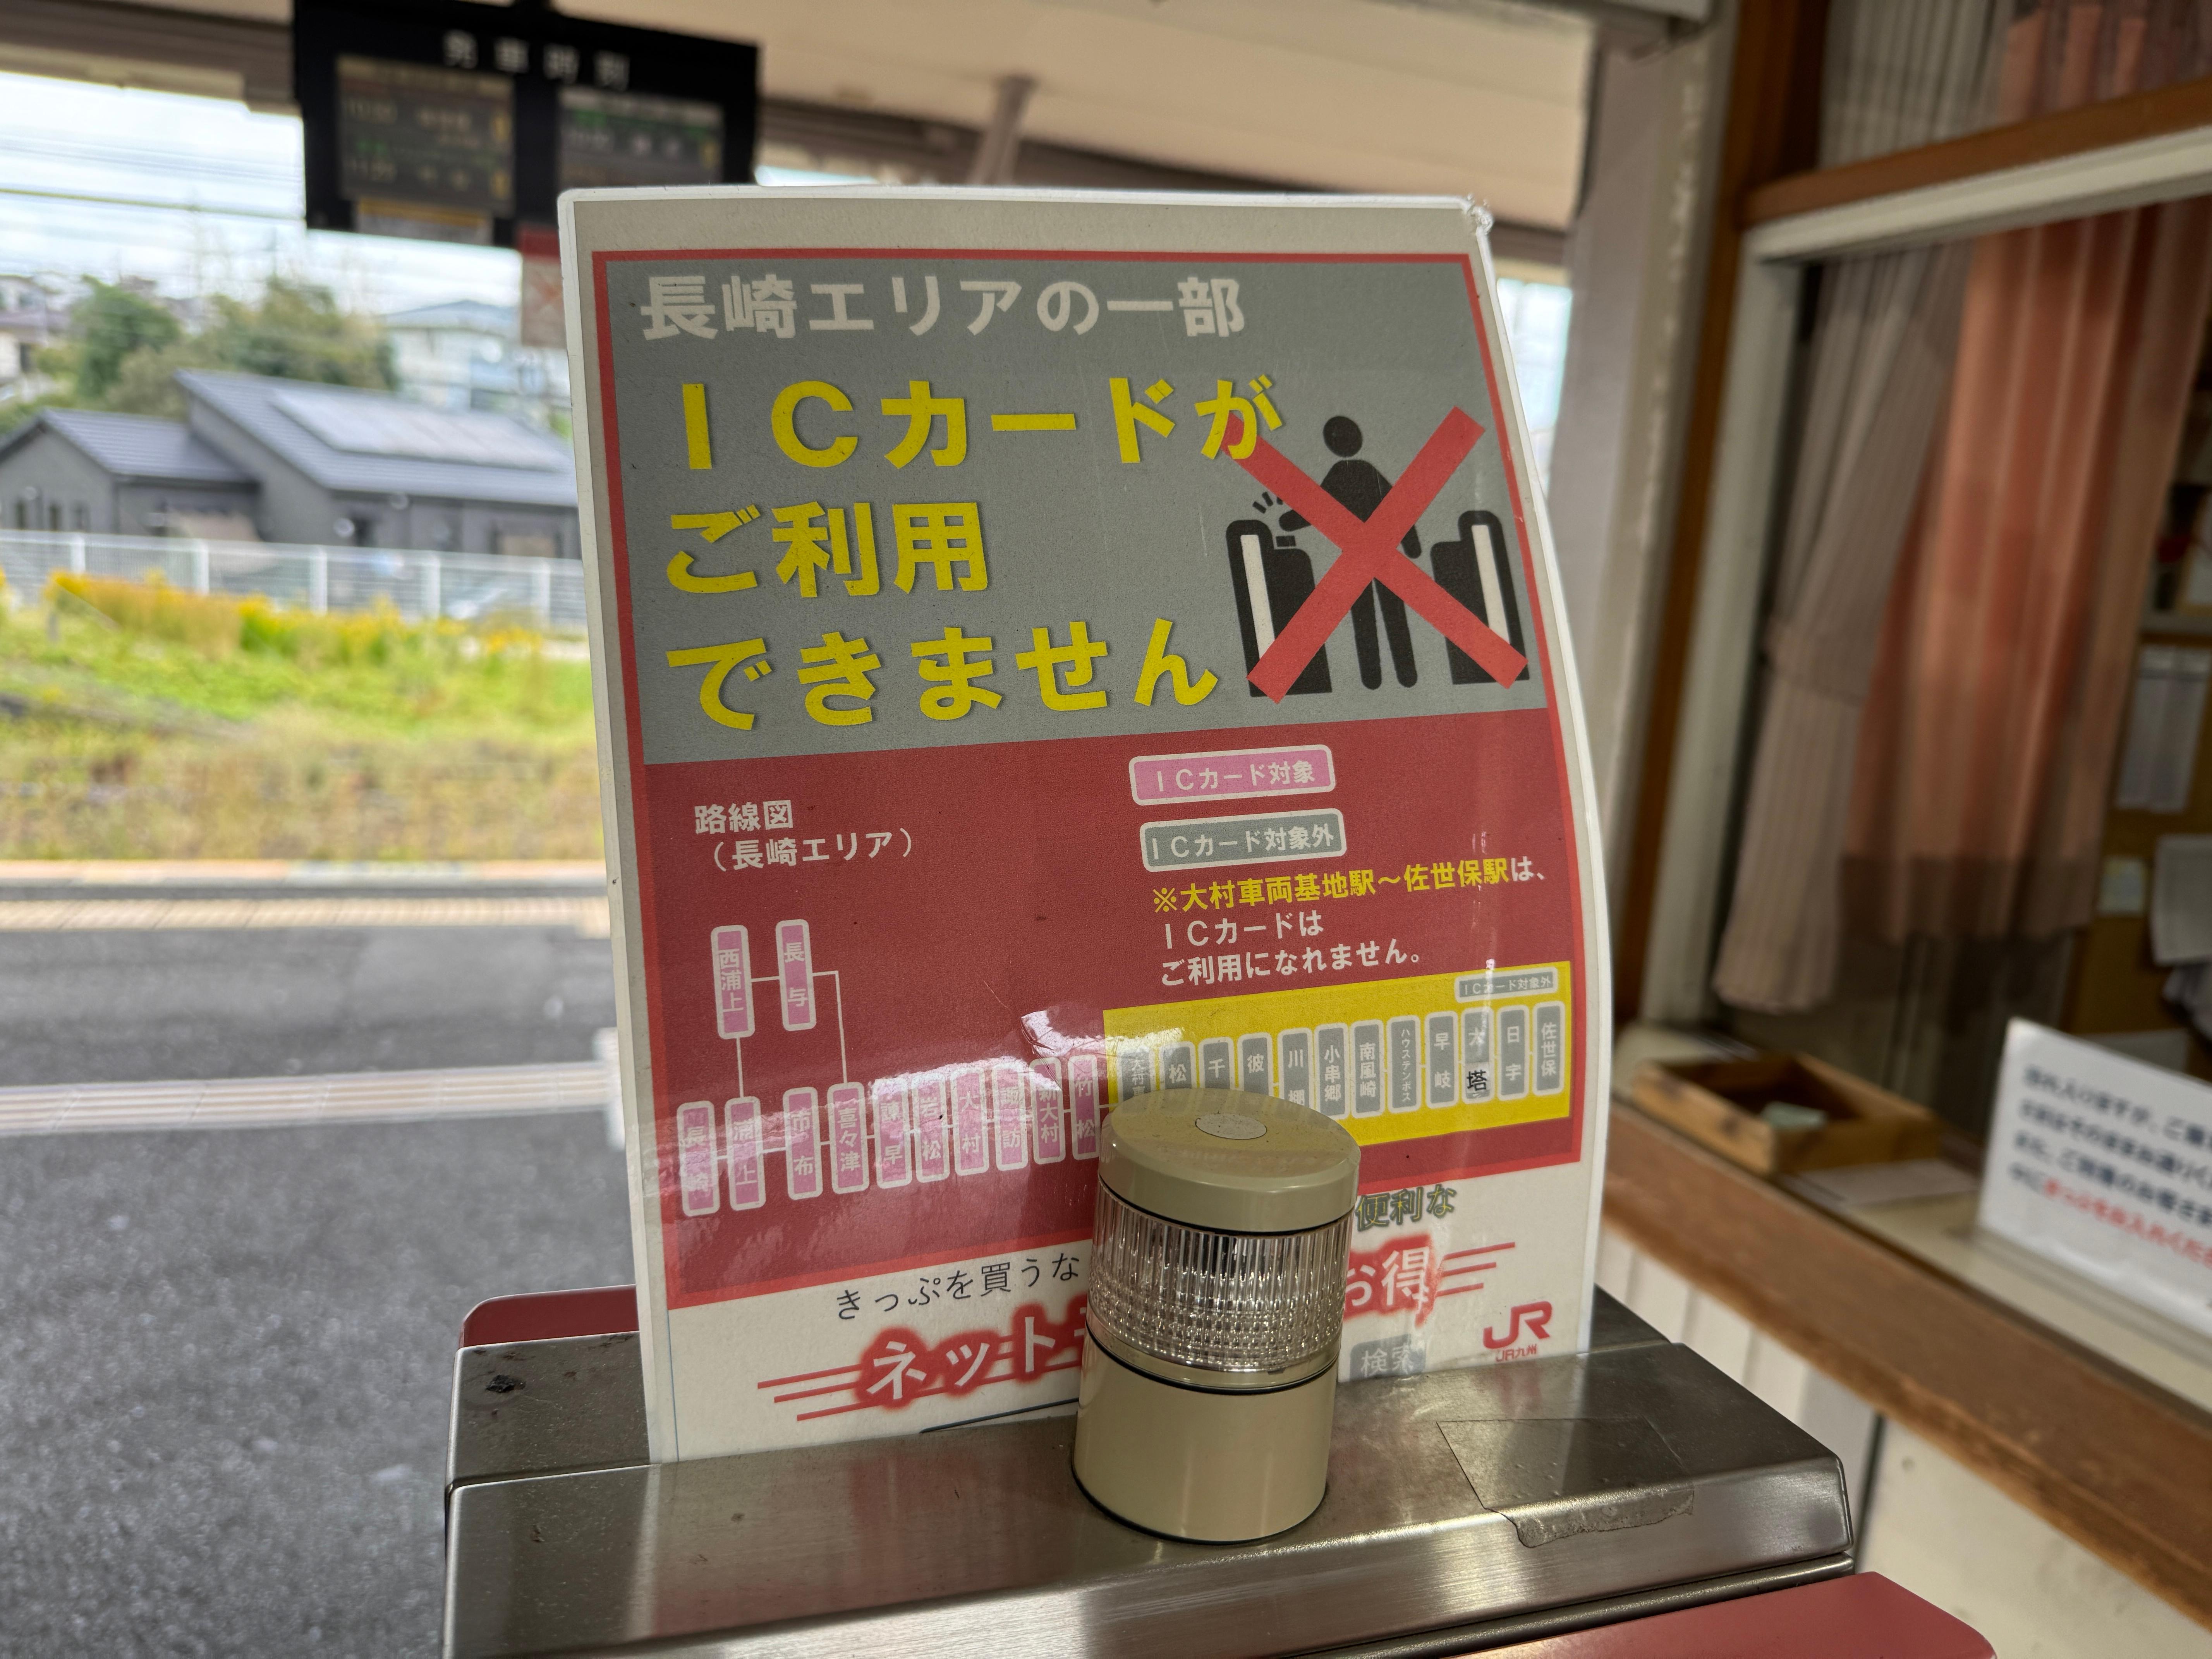 発車時刻
長崎エリアの一部
ＩＣカードが
ご利用
できません
ＩＣカード対象
ＩＣカード対象外
路線図
（長崎エリア）
※大村車両基地駅～佐世保駅は、
ＩＣカードは
ご利用になれません。
ＩＣカード対象外
西浦上
長与
長崎
浦上
市布
喜々津
諫早
岩松
大村
諏訪
新大村
竹松
大村車
松
千
彼
川棚
小串郷
南風崎
ハウステンボス
早岐
大塔
日宇
佐世保
便利な
きっぷを買うな
ネット
お得
検索
JR
JR九州